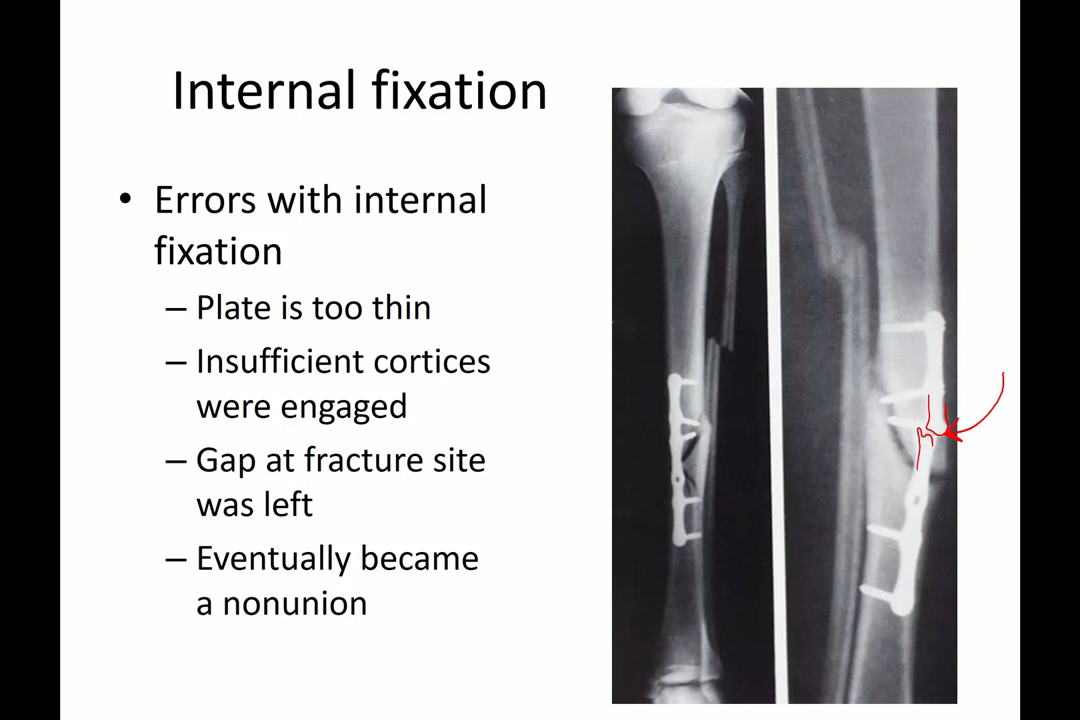 Internal fixation
• Errors with internal
fixation
– Plate is too thin
– Insufficient cortices
were engaged
– Gap at fracture site
was left
– Eventually became
a nonunion